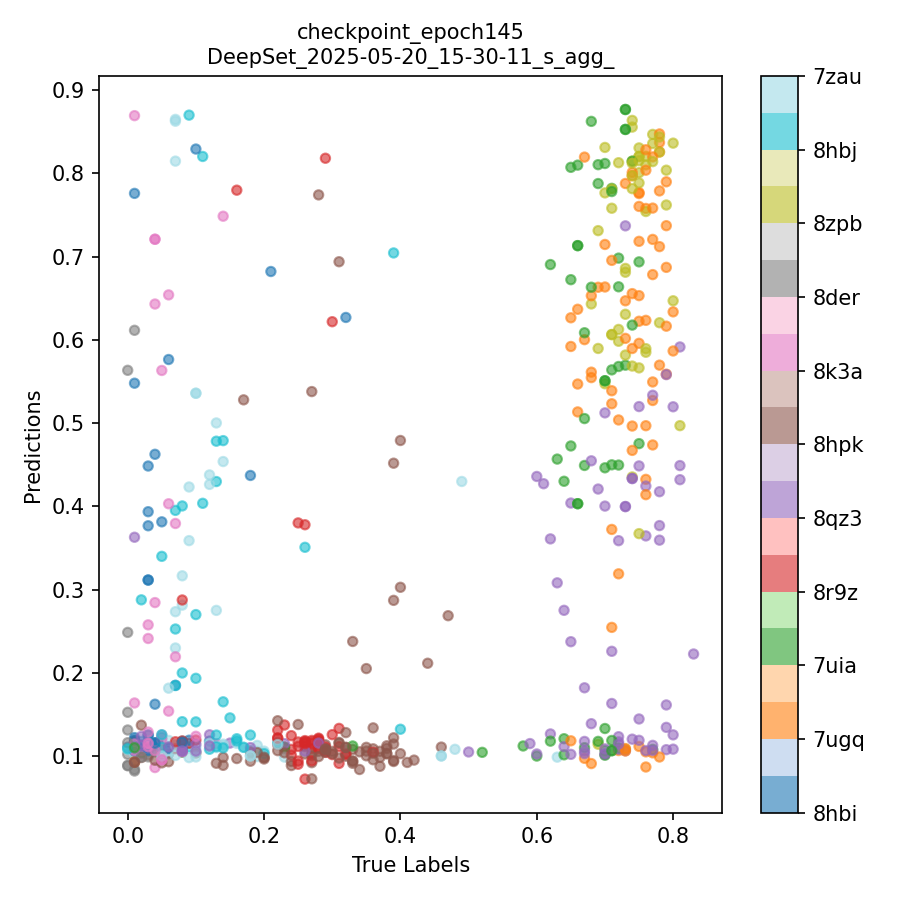 checkpoint_epoch145
DeepSet_2025-05-20_15-30-11_s_agg_
0.9
0.8
0.7
0.6
0.5
0.4
0.3
0.2
0.1
Predictions
0.0
0.2
0.4
0.6
0.8
True Labels
7zau
8hbj
8zpb
8der
8k3a
8hpk
8qz3
8r9z
7uia
7ugq
8hbi